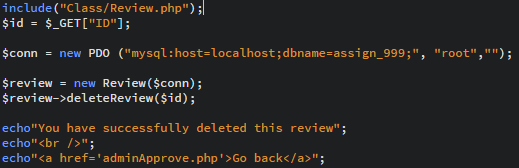 include("Class/Review.php");
$id = $_GET["ID"];
$conn = new PDO ("mysql:host=localhost;dbname=assign_999;", "root","");
$review = new Review($conn);
$review->deleteReview($id);
echo"You have successfully deleted this review";
echo"<br />";
echo"<a href='adminApprove.php'>Go back</a>";